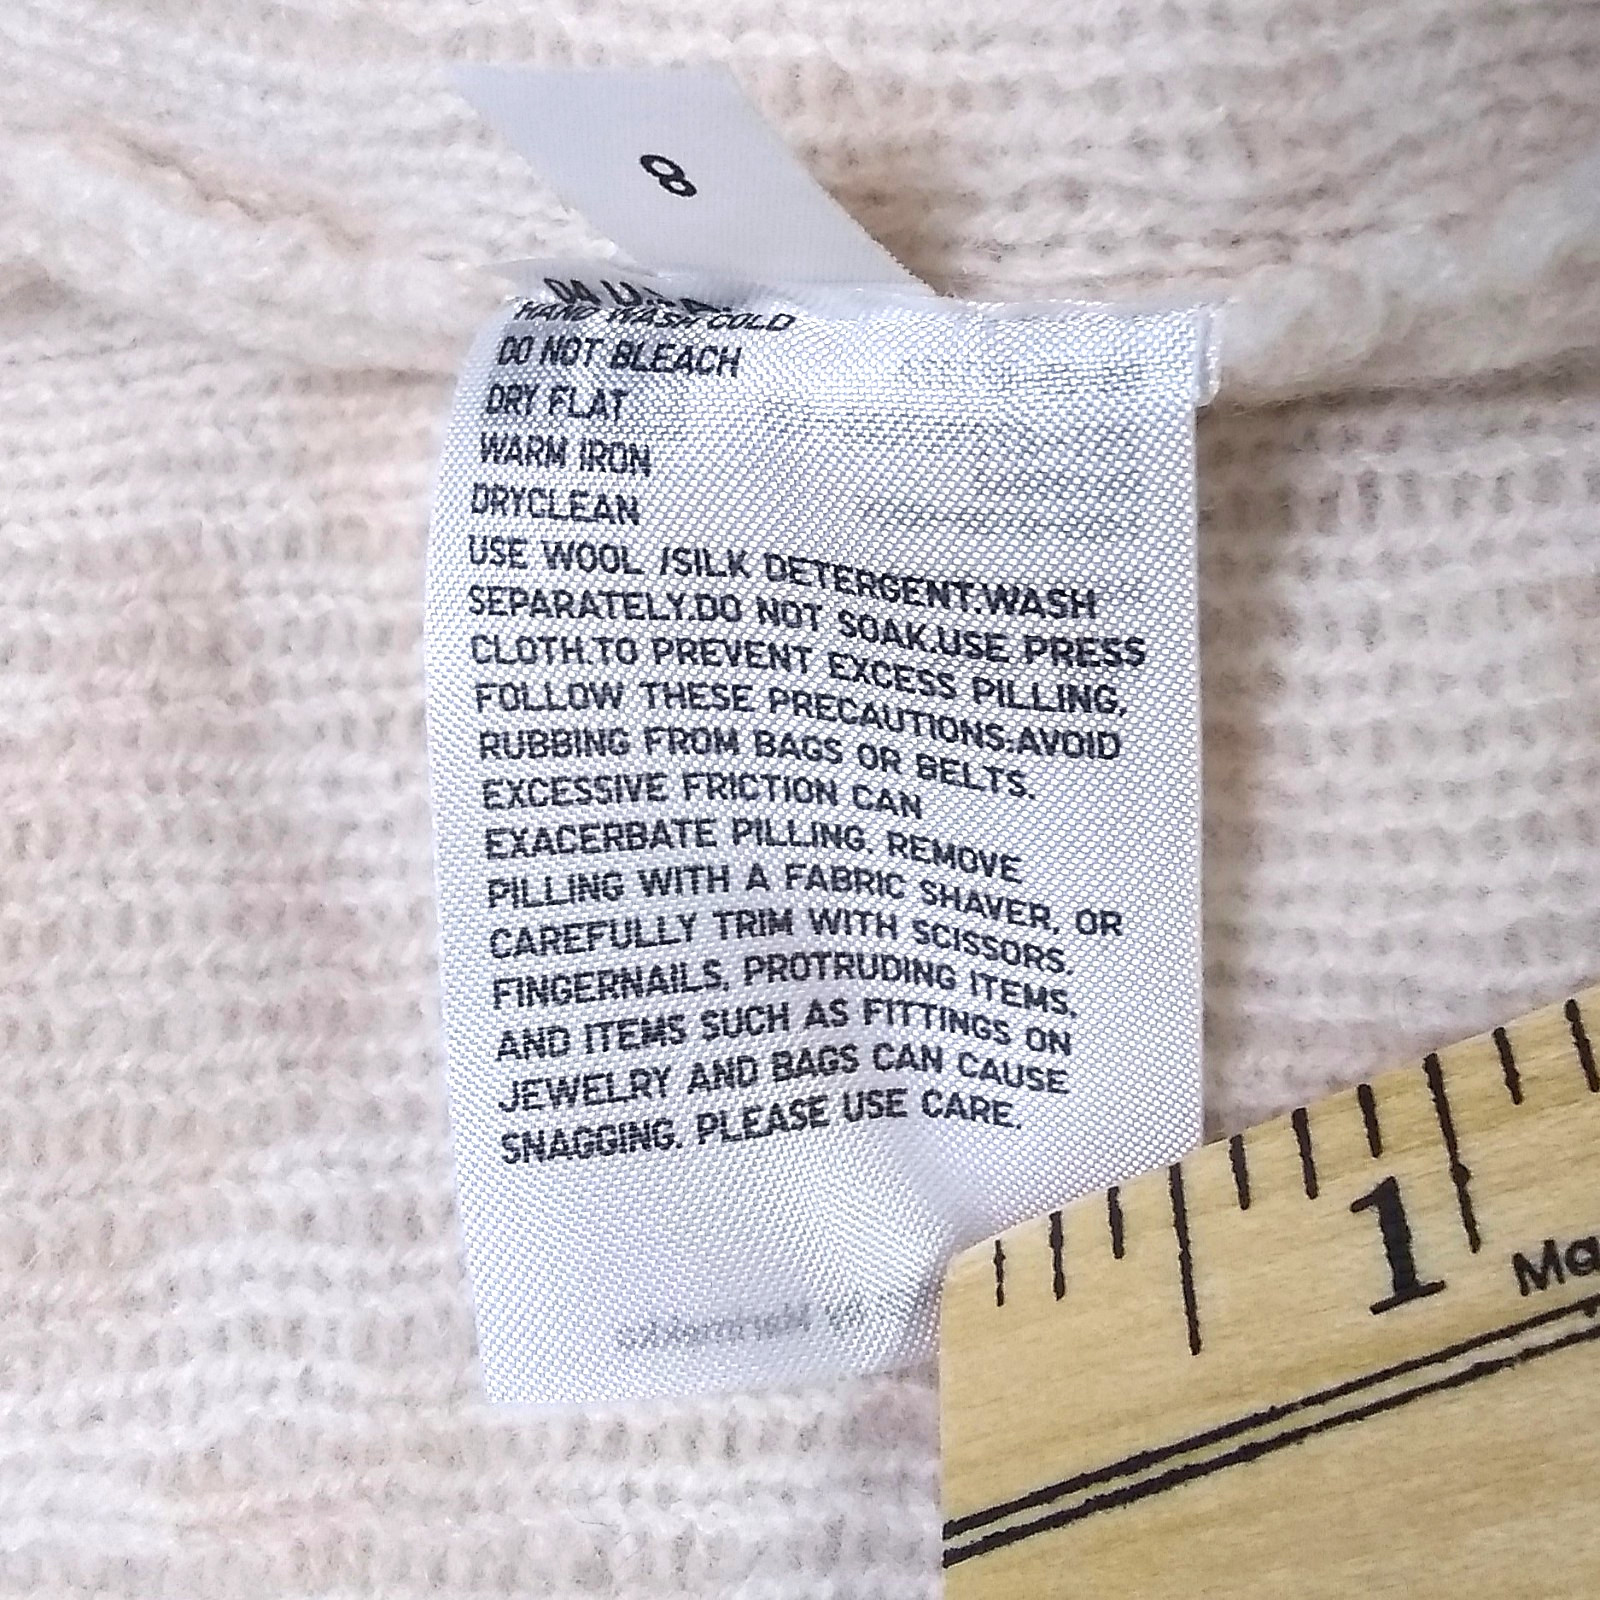 8
HAND WASH COLD
DO NOT BLEACH
DRY FLAT
WARM IRON
DRYCLEAN
USE WOOL /SILK DETERGENT.WASH
SEPARATELY.DO NOT SOAK.USE PRESS
CLOTH.TO PREVENT EXCESS PILLING,
FOLLOW THESE PRECAUTIONS:AVOID
RUBBING FROM BAGS OR BELTS.
EXCESSIVE FRICTION CAN
EXACERBATE PILLING. REMOVE
PILLING WITH A FABRIC SHAVER, OR
CAREFULLY TRIM WITH SCISSORS.
FINGERNAILS, PROTRUDING ITEMS,
AND ITEMS SUCH AS FITTINGS ON
JEWELRY AND BAGS CAN CAUSE
SNAGGING. PLEASE USE CARE.
1